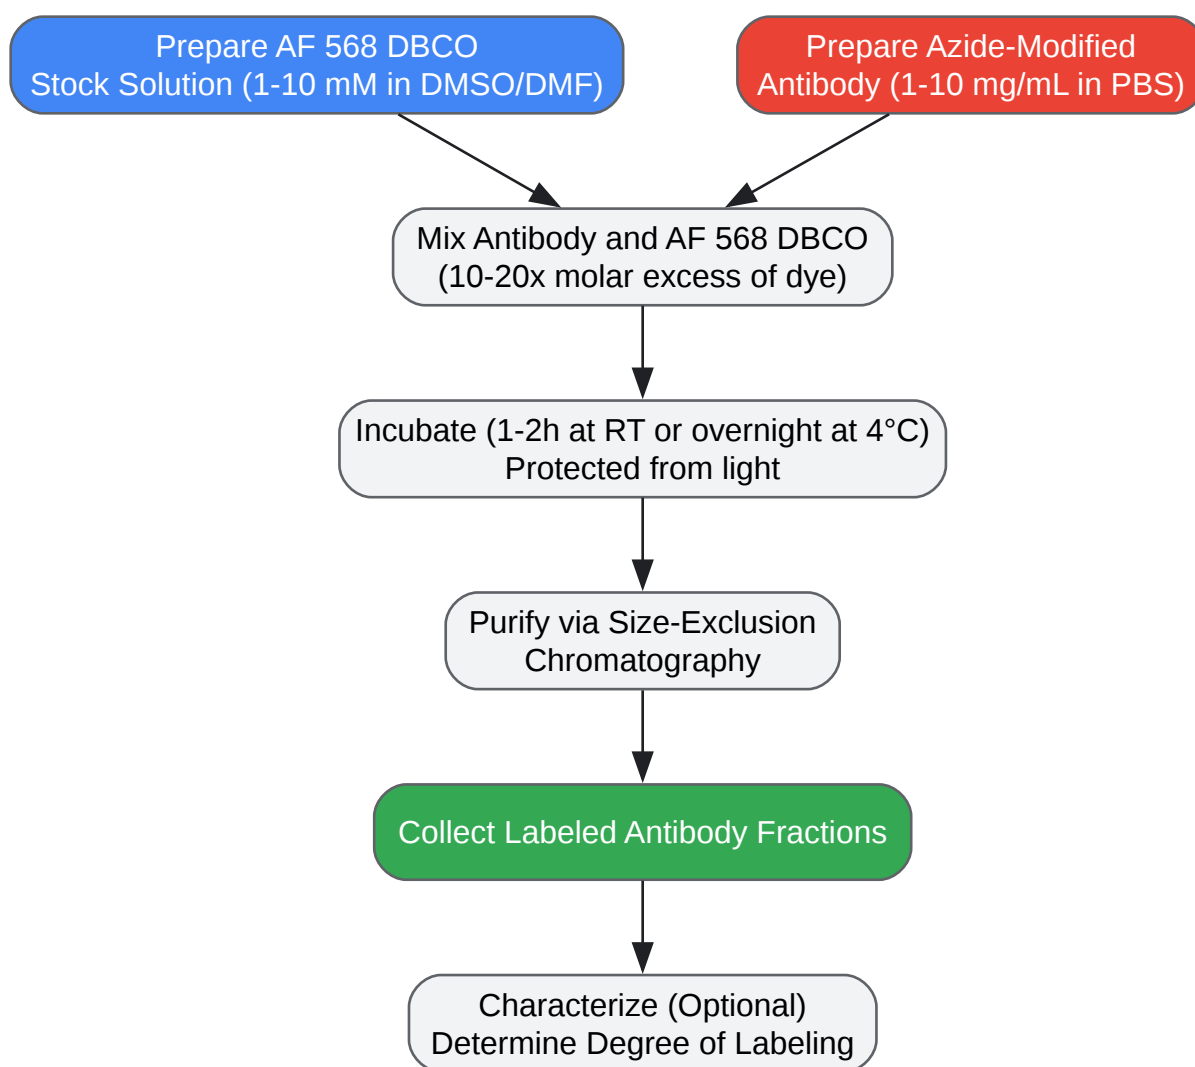 Prepare AF 568 DBCO
Stock Solution (1-10 mM in DMSO/DMF)
Prepare Azide-Modified
Antibody (1-10 mg/mL in PBS)
Mix Antibody and AF 568 DBCO
(10-20x molar excess of dye)
Incubate (1-2h at RT or overnight at 4°C)
Protected from light
Purify via Size-Exclusion
Chromatography
Collect Labeled Antibody Fractions
Characterize (Optional)
Determine Degree of Labeling